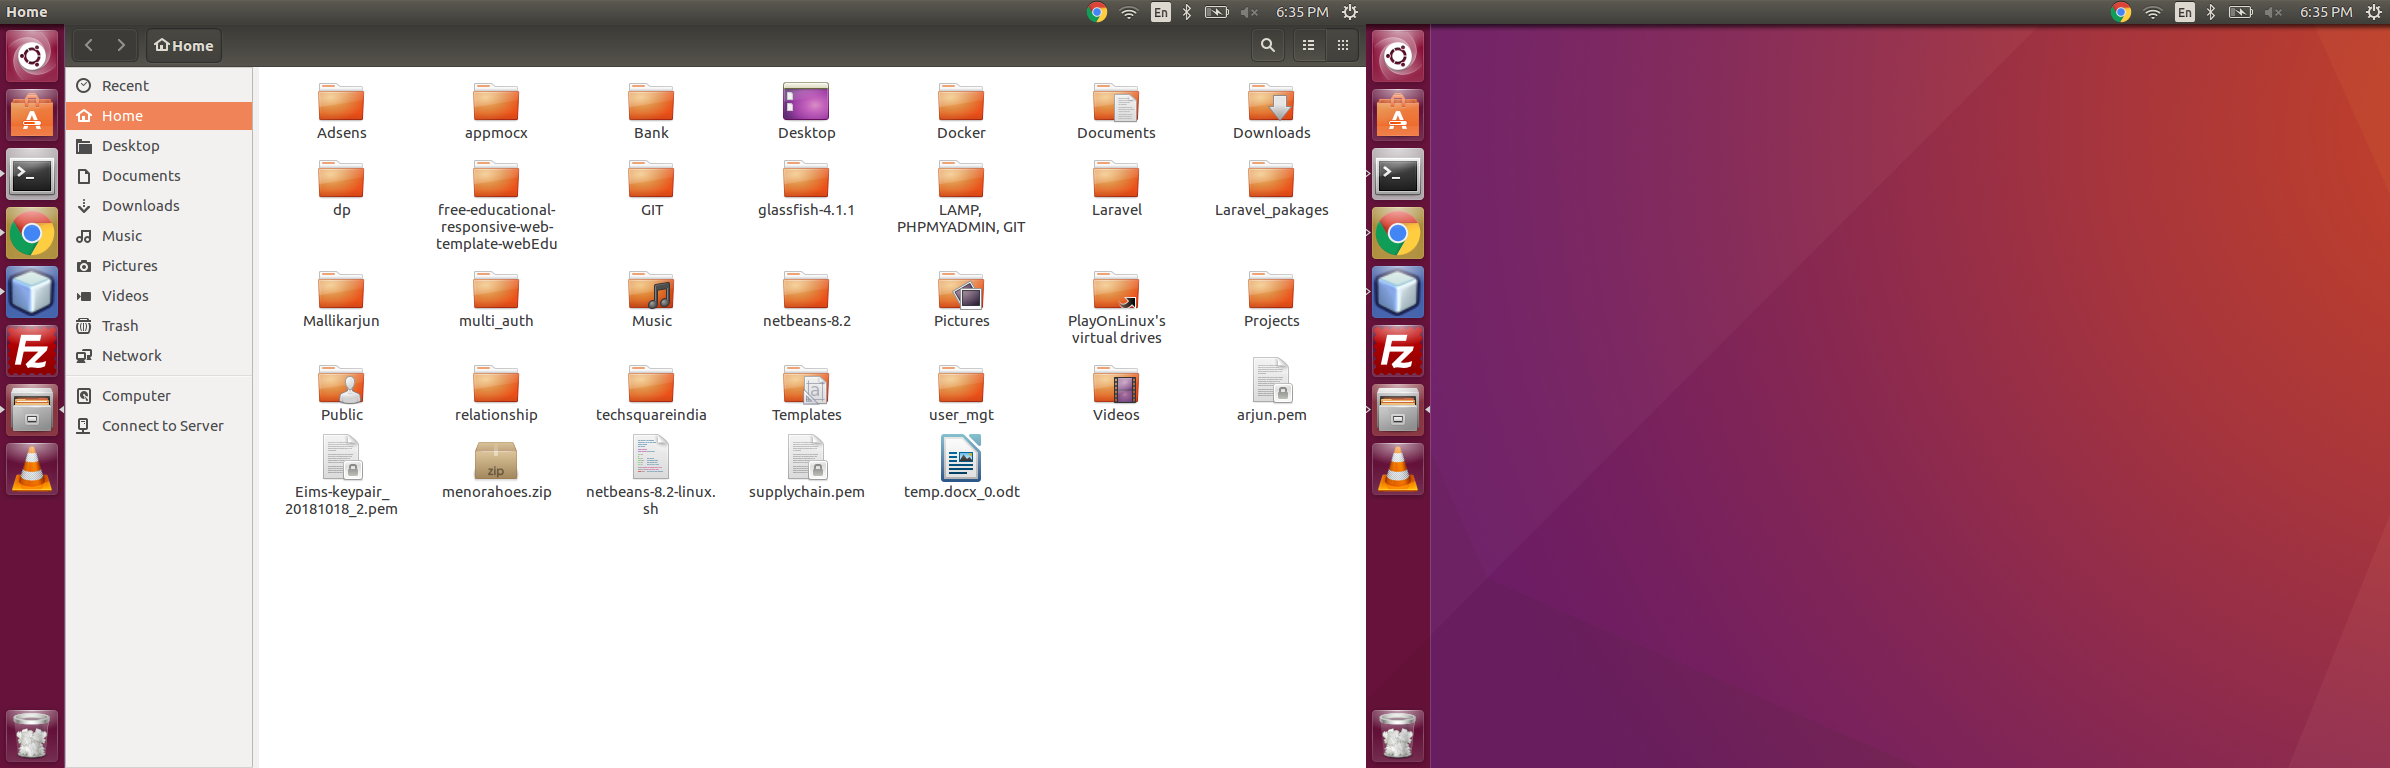 Home
En
6:35 PM
En
6:35 PM
Home
Recent
Home
Desktop
Documents
Downloads
Music
Pictures
Videos
Trash
Network
Computer
Connect to Server
Adsens
appmocx
Bank
Desktop
Docker
Documents
Downloads
dp
free-educational-
responsive-web-
template-webEdu
GIT
glassfish-4.1.1
LAMP,
PHPMYADMIN, GIT
Laravel
Laravel_pakages
Mallikarjun
multi_auth
Music
netbeans-8.2
Pictures
PlayOnLinux's
virtual drives
Projects
Public
relationship
techsquareindia
Templates
user_mgt
Videos
arjun.pem
Eims-keypair_
20181018_2.pem
zip
menorahoes.zip
netbeans-8.2-linux.
sh
supplychain.pem
temp.docx_0.odt